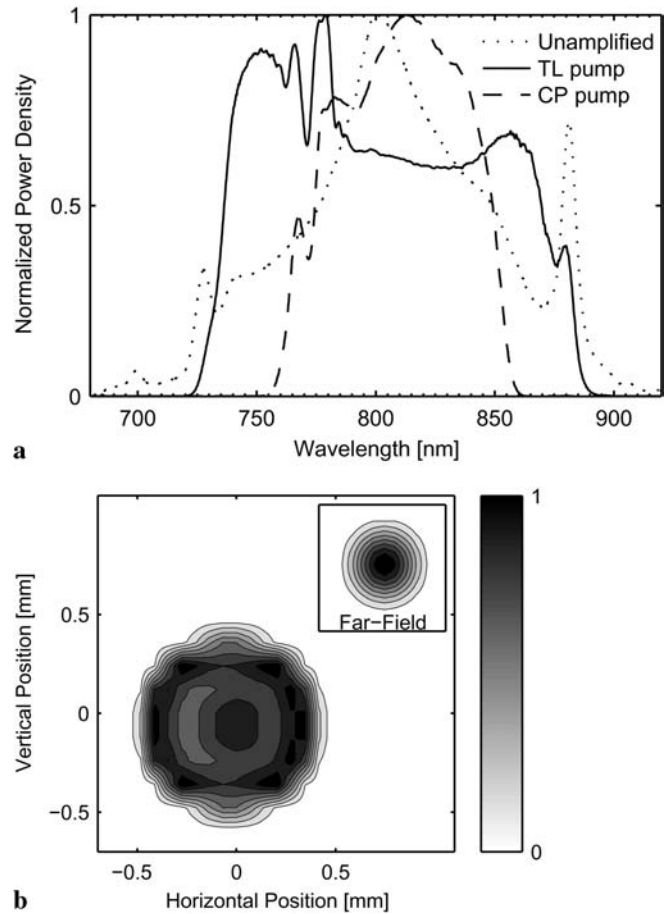 Normalized Power Density
1
0.5
0
Unamplified
TL pump
CP pump
700
750
800
850
900
Wavelength [nm]
a
Vertical Position [mm]
0.5
0
−0.5
Far−Field
1
0
−0.5
0
0.5
Horizontal Position [mm]
b